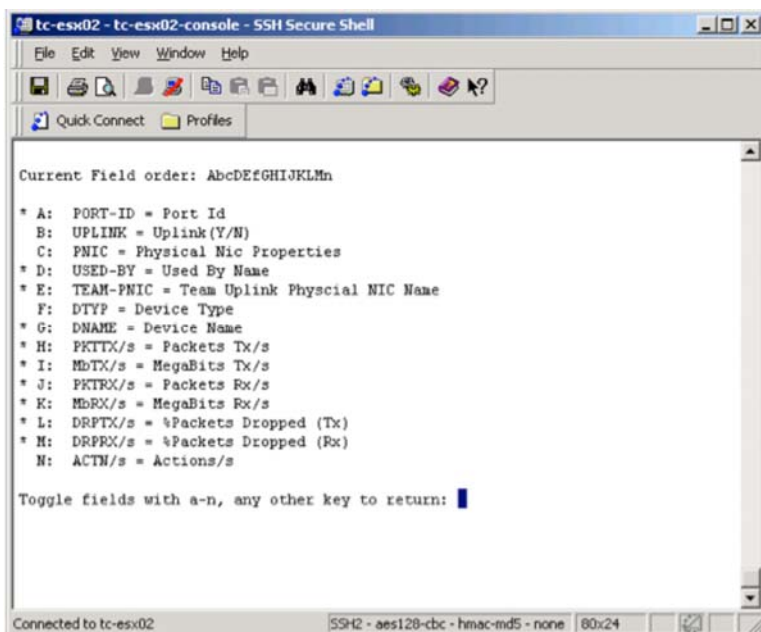 tc-esx02 - tc-esx02-console - SSH Secure Shell
File Edit View Window Help
Quick Connect Profiles
Current Field order: AbcDEfGHIJKLMn
* A: PORT-ID = Port Id
B: UPLINK = Uplink(Y/N)
C: PNIC = Physical Nic Properties
* D: USED-BY = Used By Name
* E: TEAM-PNIC = Team Uplink Physcial NIC Name
F: DTYP = Device Type
* G: DNAME = Device Name
* H: PKTTX/s = Packets Tx/s
* I: MbTX/s = MegaBits Tx/s
* J: PKTRX/s = Packets Rx/s
* K: MbRX/s = MegaBits Rx/s
* L: DRPTX/s = %Packets Dropped (Tx)
* M: DRPRX/s = %Packets Dropped (Rx)
N: ACTN/s = Actions/s
Toggle fields with a-n, any other key to return:
Connected to tc-esx02 SSH2 - aes128-cbc - hmac-md5 - none 80x24